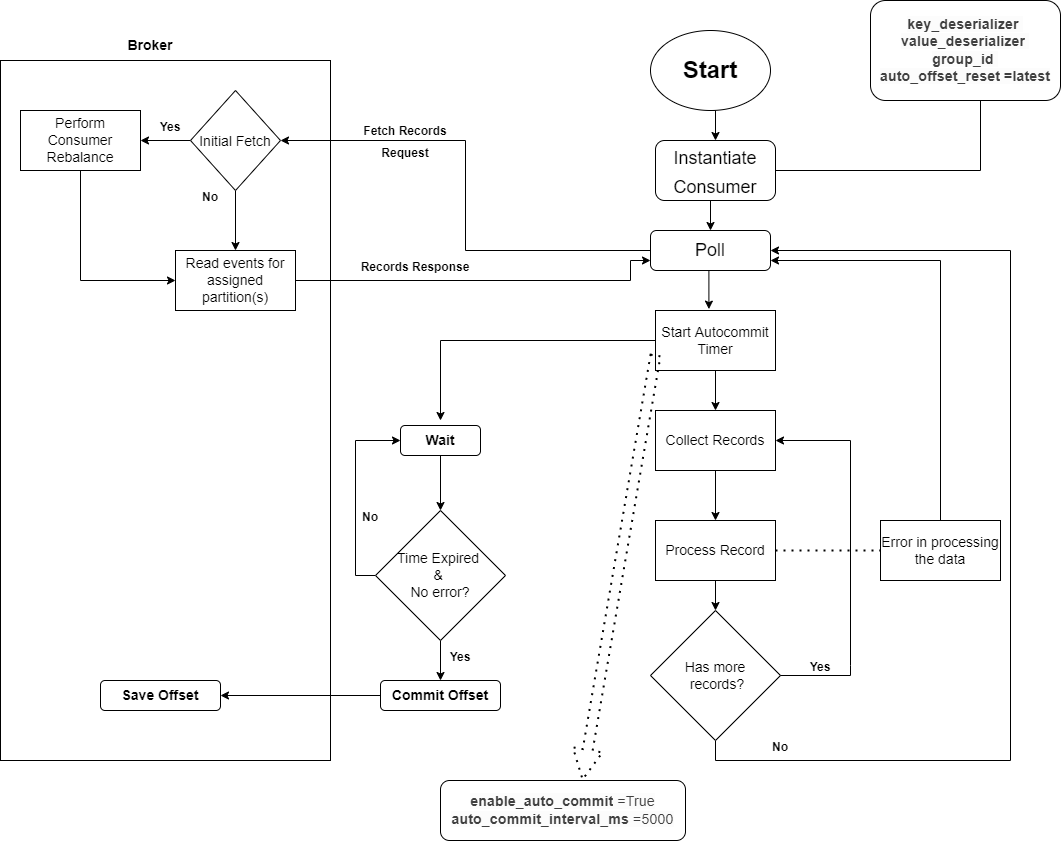 key_deserializer
value_deserializer
group_id
auto_offset_reset =latest
Broker
Start
Perform
Consumer
Rebalance
Yes
Initial Fetch
Fetch Records
Request
Instantiate
Consumer
No
Poll
Read events for
assigned
partition(s)
Records Response
Start Autocommit
Timer
Wait
Collect Records
No
Time Expired
&
No error?
Process Record
Error in processing
the data
Yes
Has more
records?
Yes
Save Offset
Commit Offset
No
enable_auto_commit =True
auto_commit_interval_ms =5000